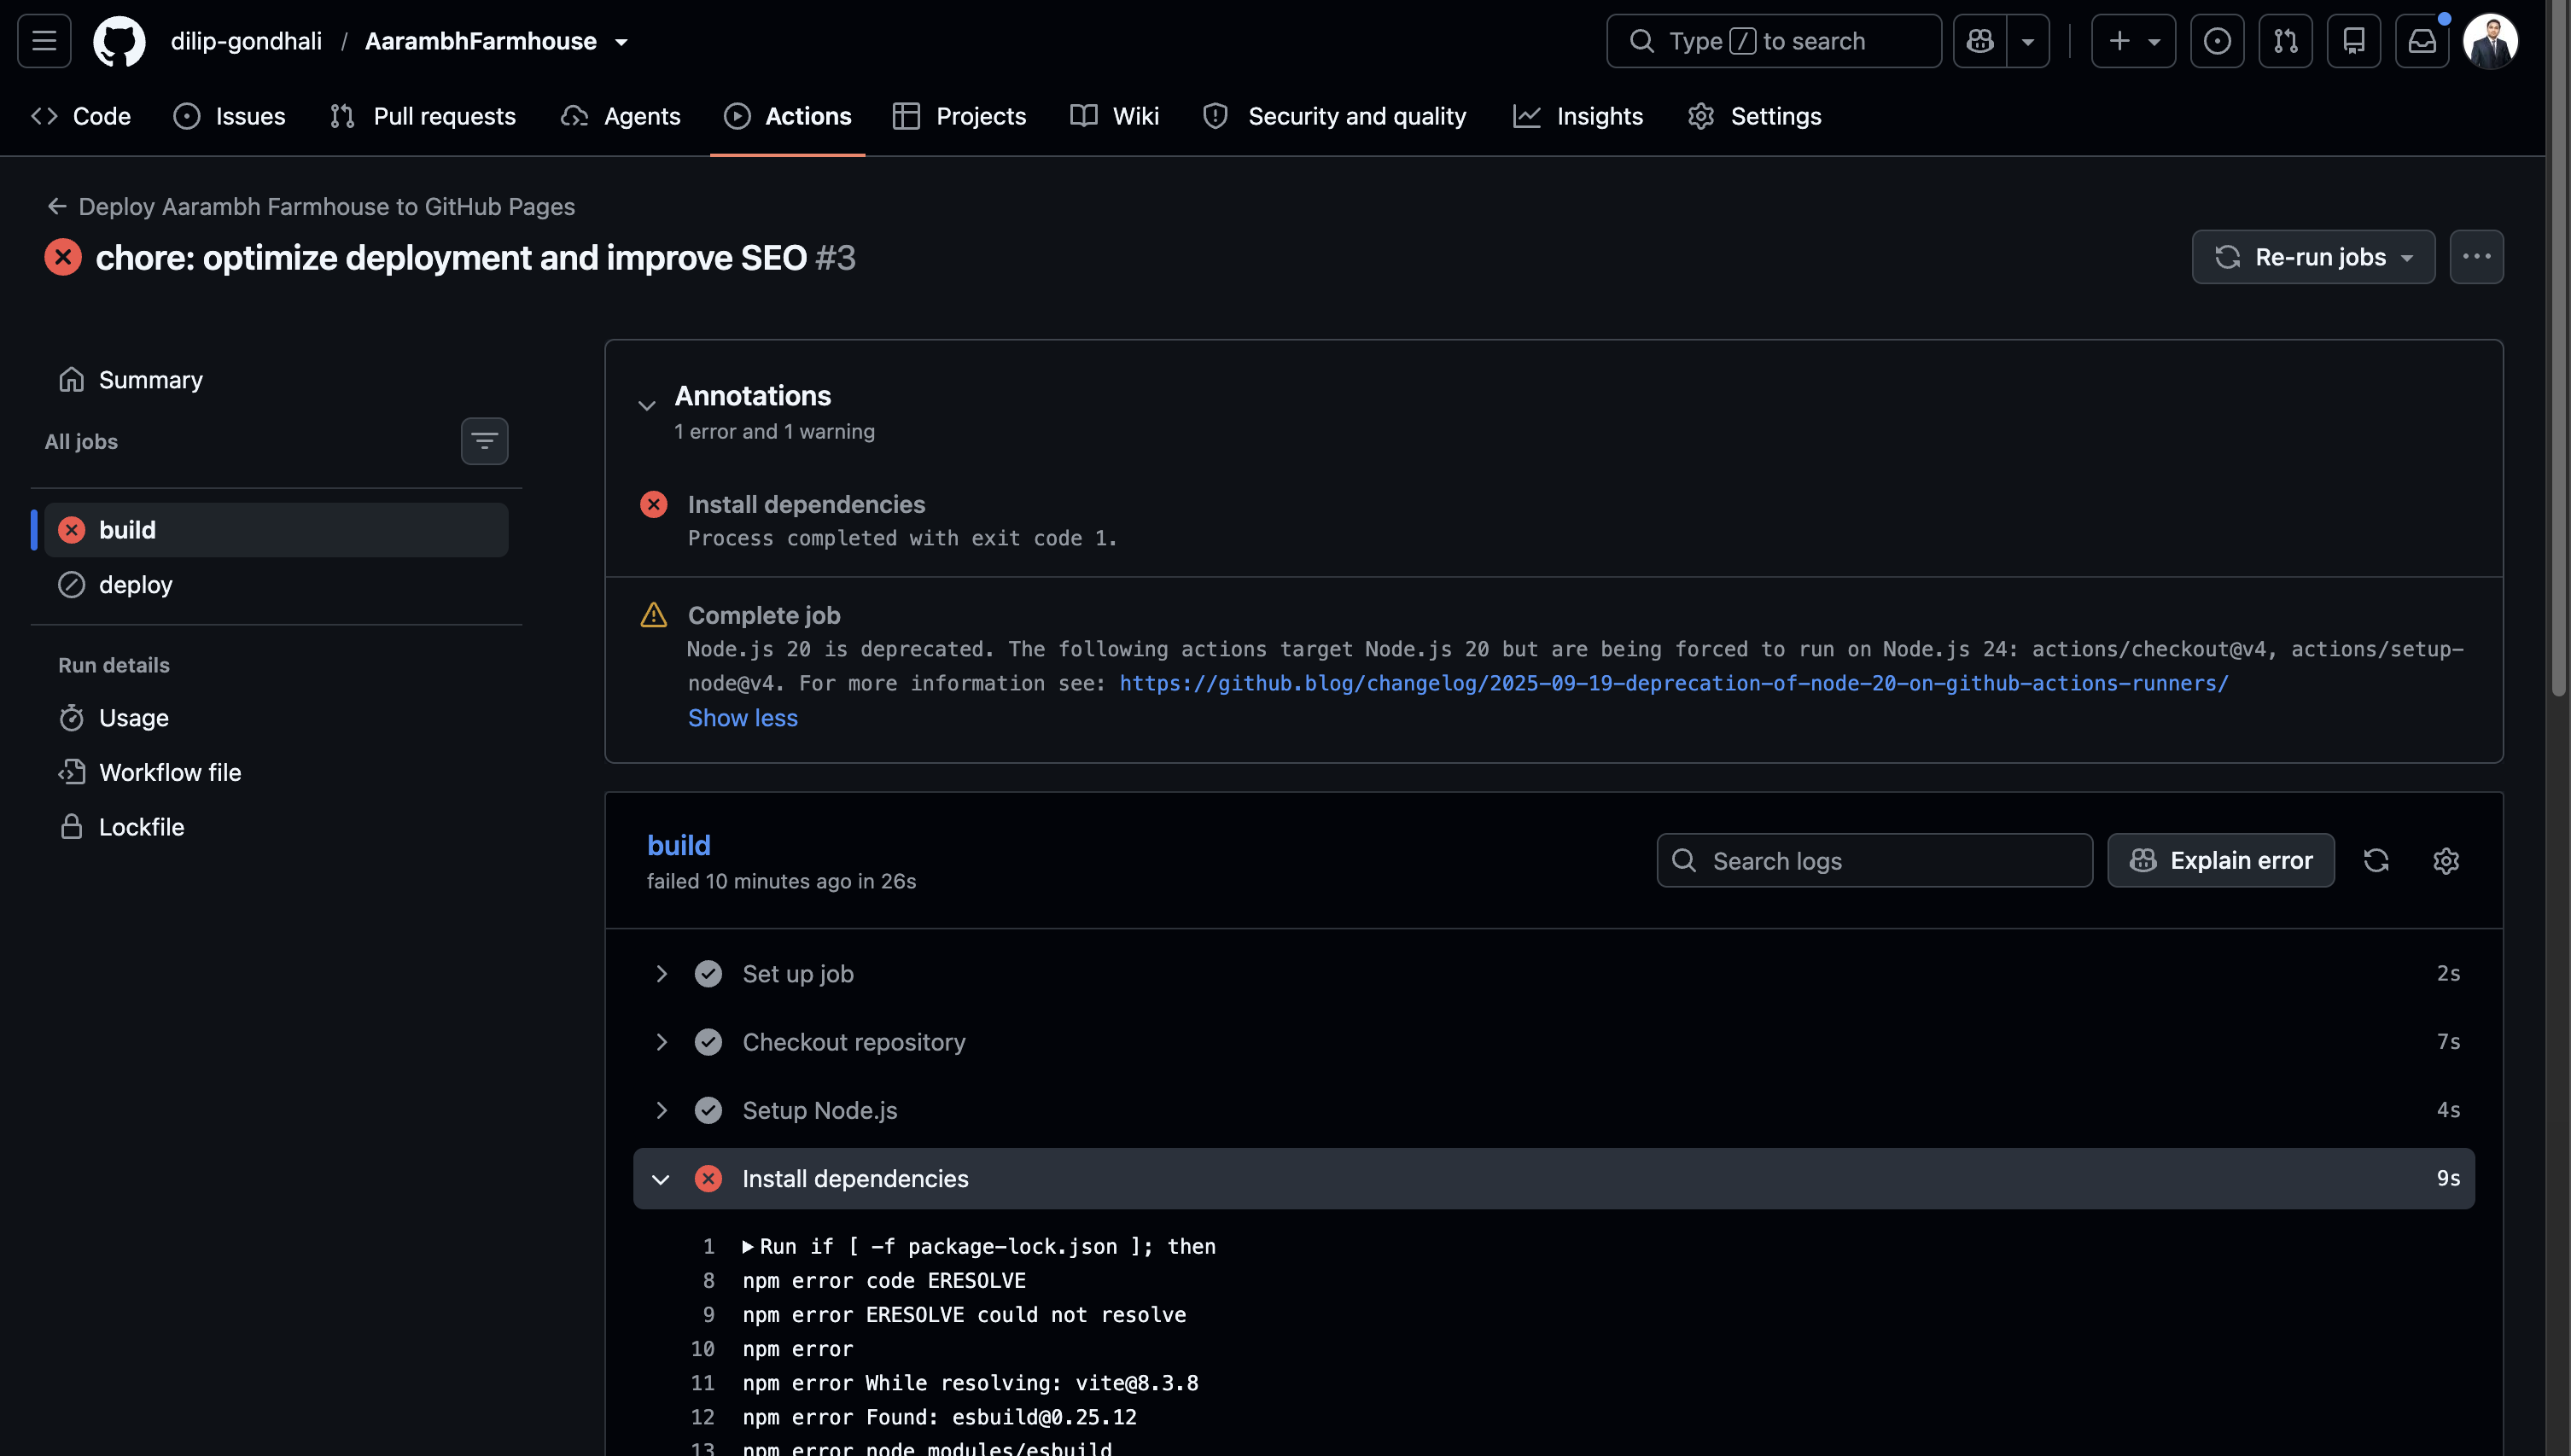 dilip-gondhali / AarambhFarmhouse
Type / to search
Code
Issues
Pull requests
Agents
Actions
Projects
Wiki
Security and quality
Insights
Settings
Deploy Aarambh Farmhouse to GitHub Pages
chore: optimize deployment and improve SEO #3
Re-run jobs
Summary
All jobs
build
deploy
Run details
Usage
Workflow file
Lockfile
Annotations
1 error and 1 warning
Install dependencies
Process completed with exit code 1.
Complete job
Node.js 20 is deprecated. The following actions target Node.js 20 but are being forced to run on Node.js 24: actions/checkout@v4, actions/setup-
node@v4. For more information see: https://github.blog/changelog/2025-09-19-deprecation-of-node-20-on-github-actions-runners/
Show less
build
failed 10 minutes ago in 26s
Search logs
Explain error
Set up job 2s
Checkout repository 7s
Setup Node.js 4s
Install dependencies 9s
1 Run if [ -f package-lock.json ]; then
8 npm error code ERESOLVE
9 npm error ERESOLVE could not resolve
10 npm error
11 npm error While resolving: vite@8.3.8
12 npm error Found: esbuild@0.25.12
13 npm error node_modules/esbuild